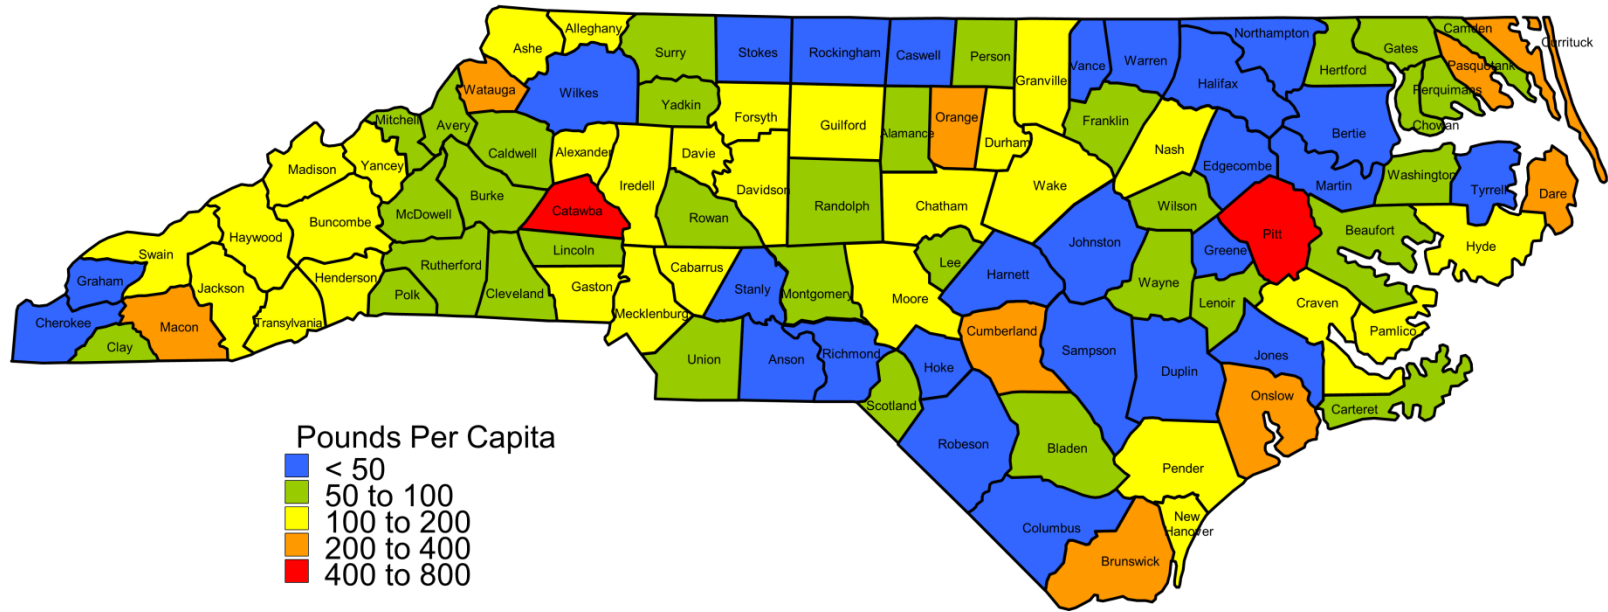 Alleghany
Ashe
Surry
Stokes
Rockingham
Caswell
Person
Granville
Vance
Warren
Northampton
Halifax
Hertford
Gates
Camden
Currituck
Pasquotank
Perquimans
Chowan
Watauga
Wilkes
Yadkin
Forsyth
Guilford
Alamance
Orange
Durham
Franklin
Nash
Edgecombe
Bertie
Martin
Washington
Tyrrell
Dare
Mitchell
Avery
Caldwell
Alexander
Davie
Iredell
Davidson
Madison
Yancey
Burke
Catawba
Rowan
Randolph
Chatham
Wake
Wilson
Pitt
Beaufort
Hyde
McDowell
Buncombe
Haywood
Swain
Lincoln
Rutherford
Johnston
Greene
Graham
Jackson
Henderson
Polk
Cleveland
Gaston
Cabarrus
Stanly
Montgomery
Moore
Lee
Harnett
Wayne
Lenoir
Craven
Pamlico
Cherokee
Clay
Macon
Transylvania
Mecklenburg
Union
Anson
Richmond
Hoke
Cumberland
Sampson
Duplin
Jones
Onslow
Carteret
Scotland
Robeson
Bladen
Pender
New
Hanover
Columbus
Brunswick
Pounds Per Capita
< 50
50 to 100
100 to 200
200 to 400
400 to 800